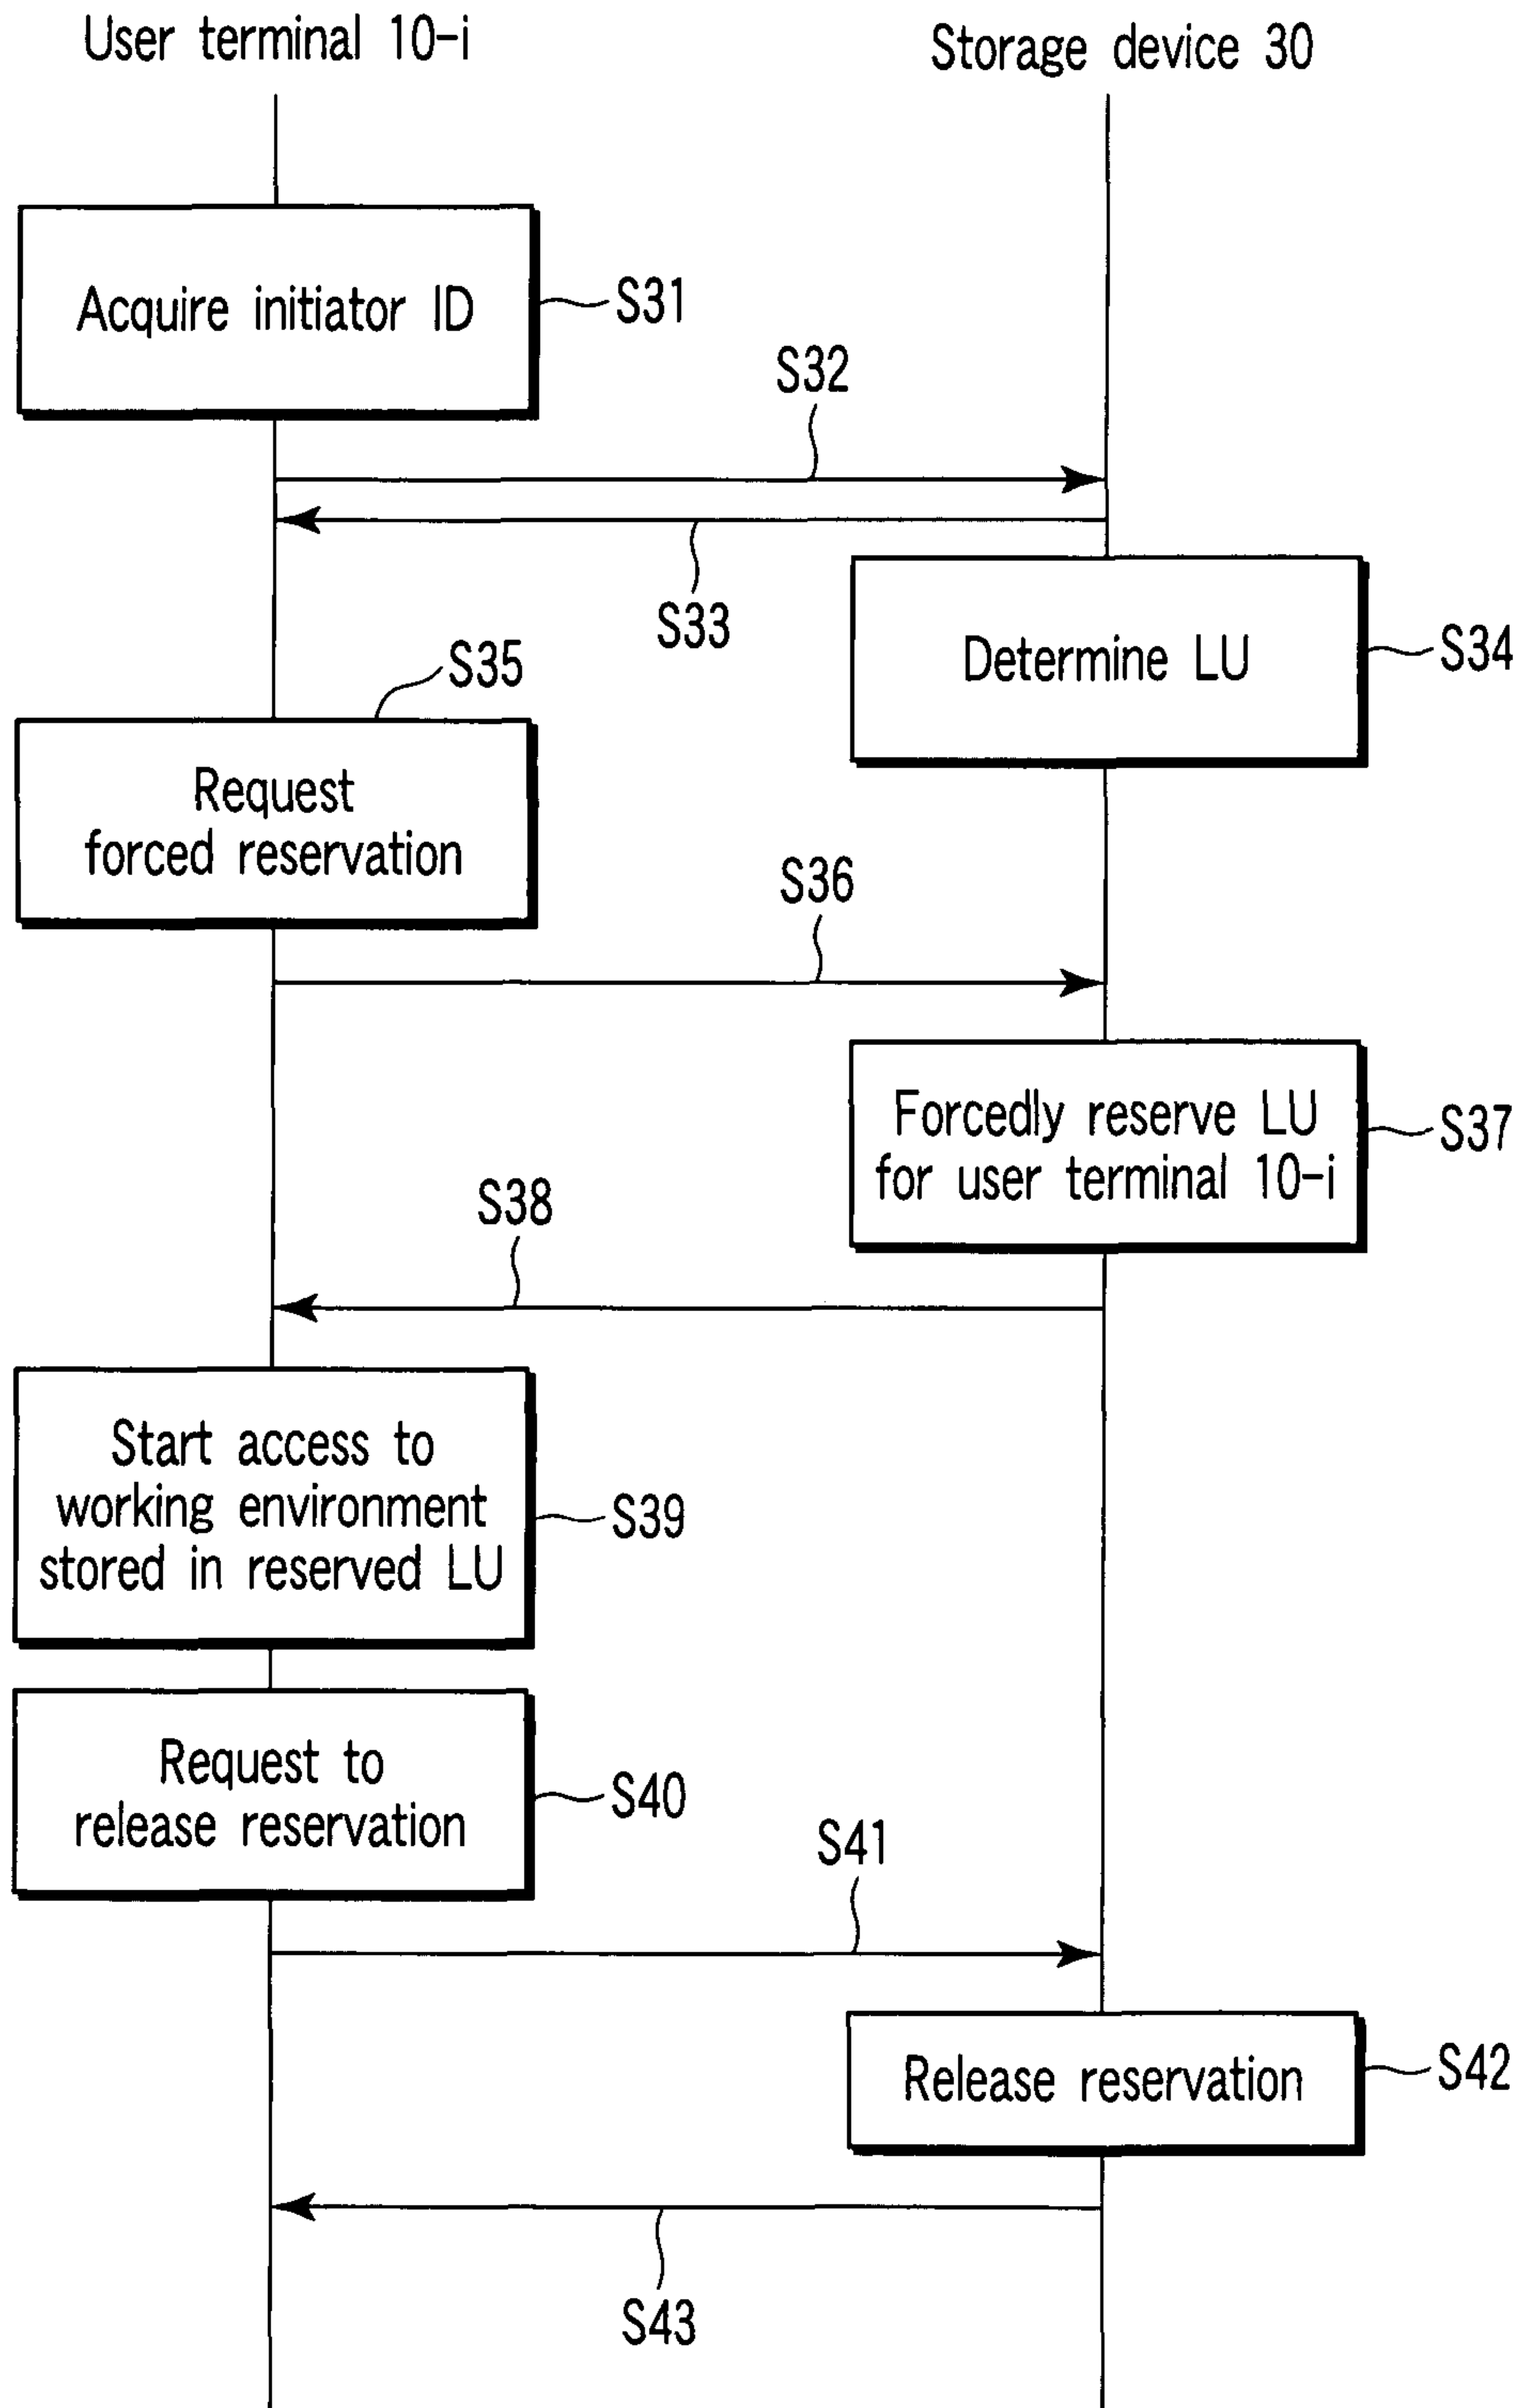 User terminal 10-i
Storage device 30
Acquire initiator ID
S31
S32
S33
Determine LU
S34
S35
Request
forced reservation
S36
Forcedly reserve LU
for user terminal 10-i
S37
S38
Start access to
working environment
stored in reserved LU
S39
Request to
release reservation
S40
S41
Release reservation
S42
S43